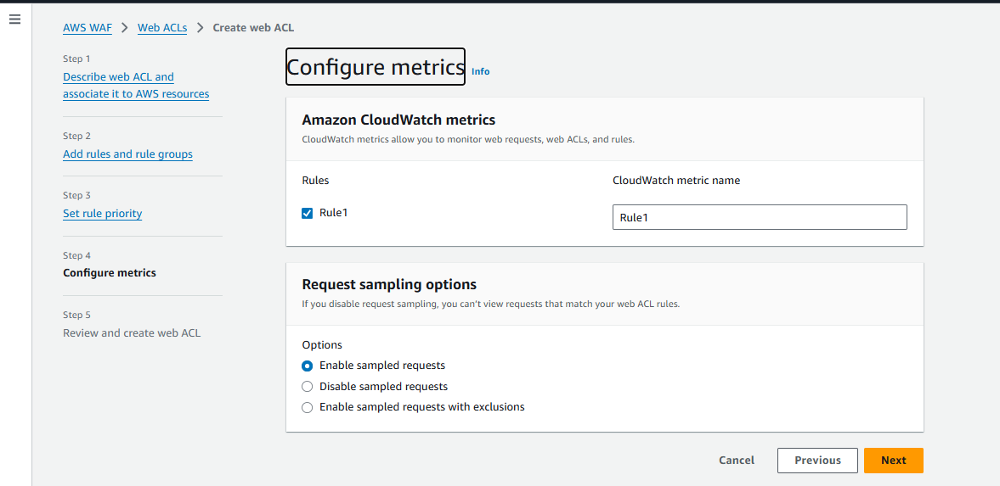 AWS WAF > Web ACLs > Create web ACL
Step 1
Describe web ACL and
associate it to AWS resources
Step 2
Add rules and rule groups
Step 3
Set rule priority
Step 4
Configure metrics
Step 5
Review and create web ACL
Configure metrics Info
Amazon CloudWatch metrics
CloudWatch metrics allow you to monitor web requests, web ACLs, and rules.
Rules
CloudWatch metric name
Rule1
Rule1
Request sampling options
If you disable request sampling, you can't view requests that match your web ACL rules.
Options
Enable sampled requests
Disable sampled requests
Enable sampled requests with exclusions
Cancel
Previous
Next